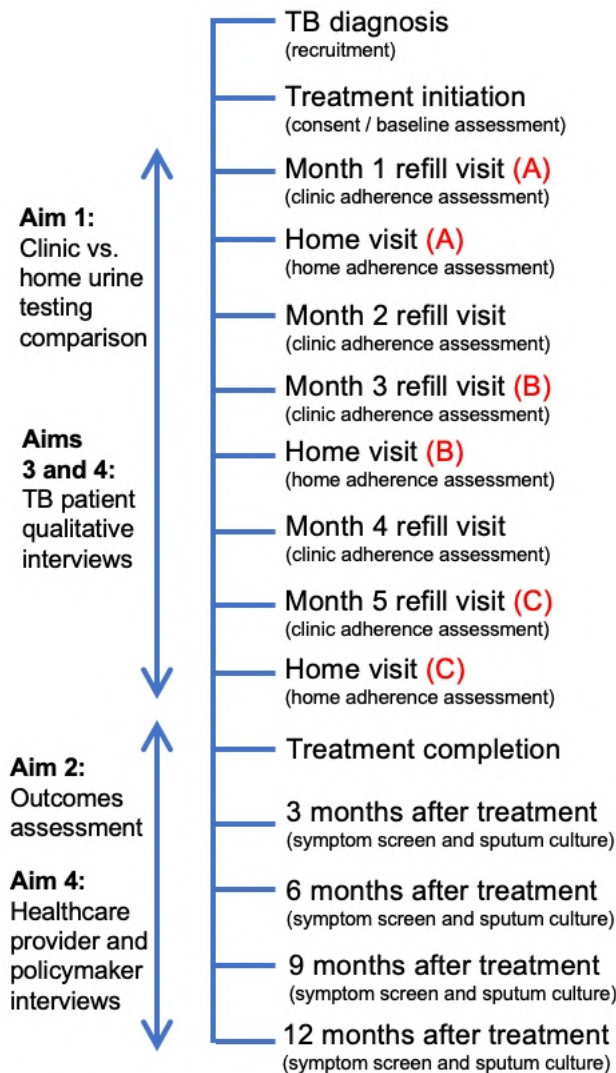 TB diagnosis
(recruitment)
Treatment initiation
(consent / baseline assessment)
Month 1 refill visit (A)
(clinic adherence assessment)
Home visit (A)
(home adherence assessment)
Month 2 refill visit
(clinic adherence assessment)
Month 3 refill visit (B)
(clinic adherence assessment)
Home visit (B)
(home adherence assessment)
Month 4 refill visit
(clinic adherence assessment)
Month 5 refill visit (C)
(clinic adherence assessment)
Home visit (C)
(home adherence assessment)
Treatment completion
3 months after treatment
(symptom screen and sputum culture)
6 months after treatment
(symptom screen and sputum culture)
9 months after treatment
(symptom screen and sputum culture)
12 months after treatment
(symptom screen and sputum culture)
Aim 1:
Clinic vs.
home urine
testing
comparison
Aims
3 and 4:
TB patient
qualitative
interviews
Aim 2:
Outcomes
assessment
Aim 4:
Healthcare
provider and
policymaker
interviews